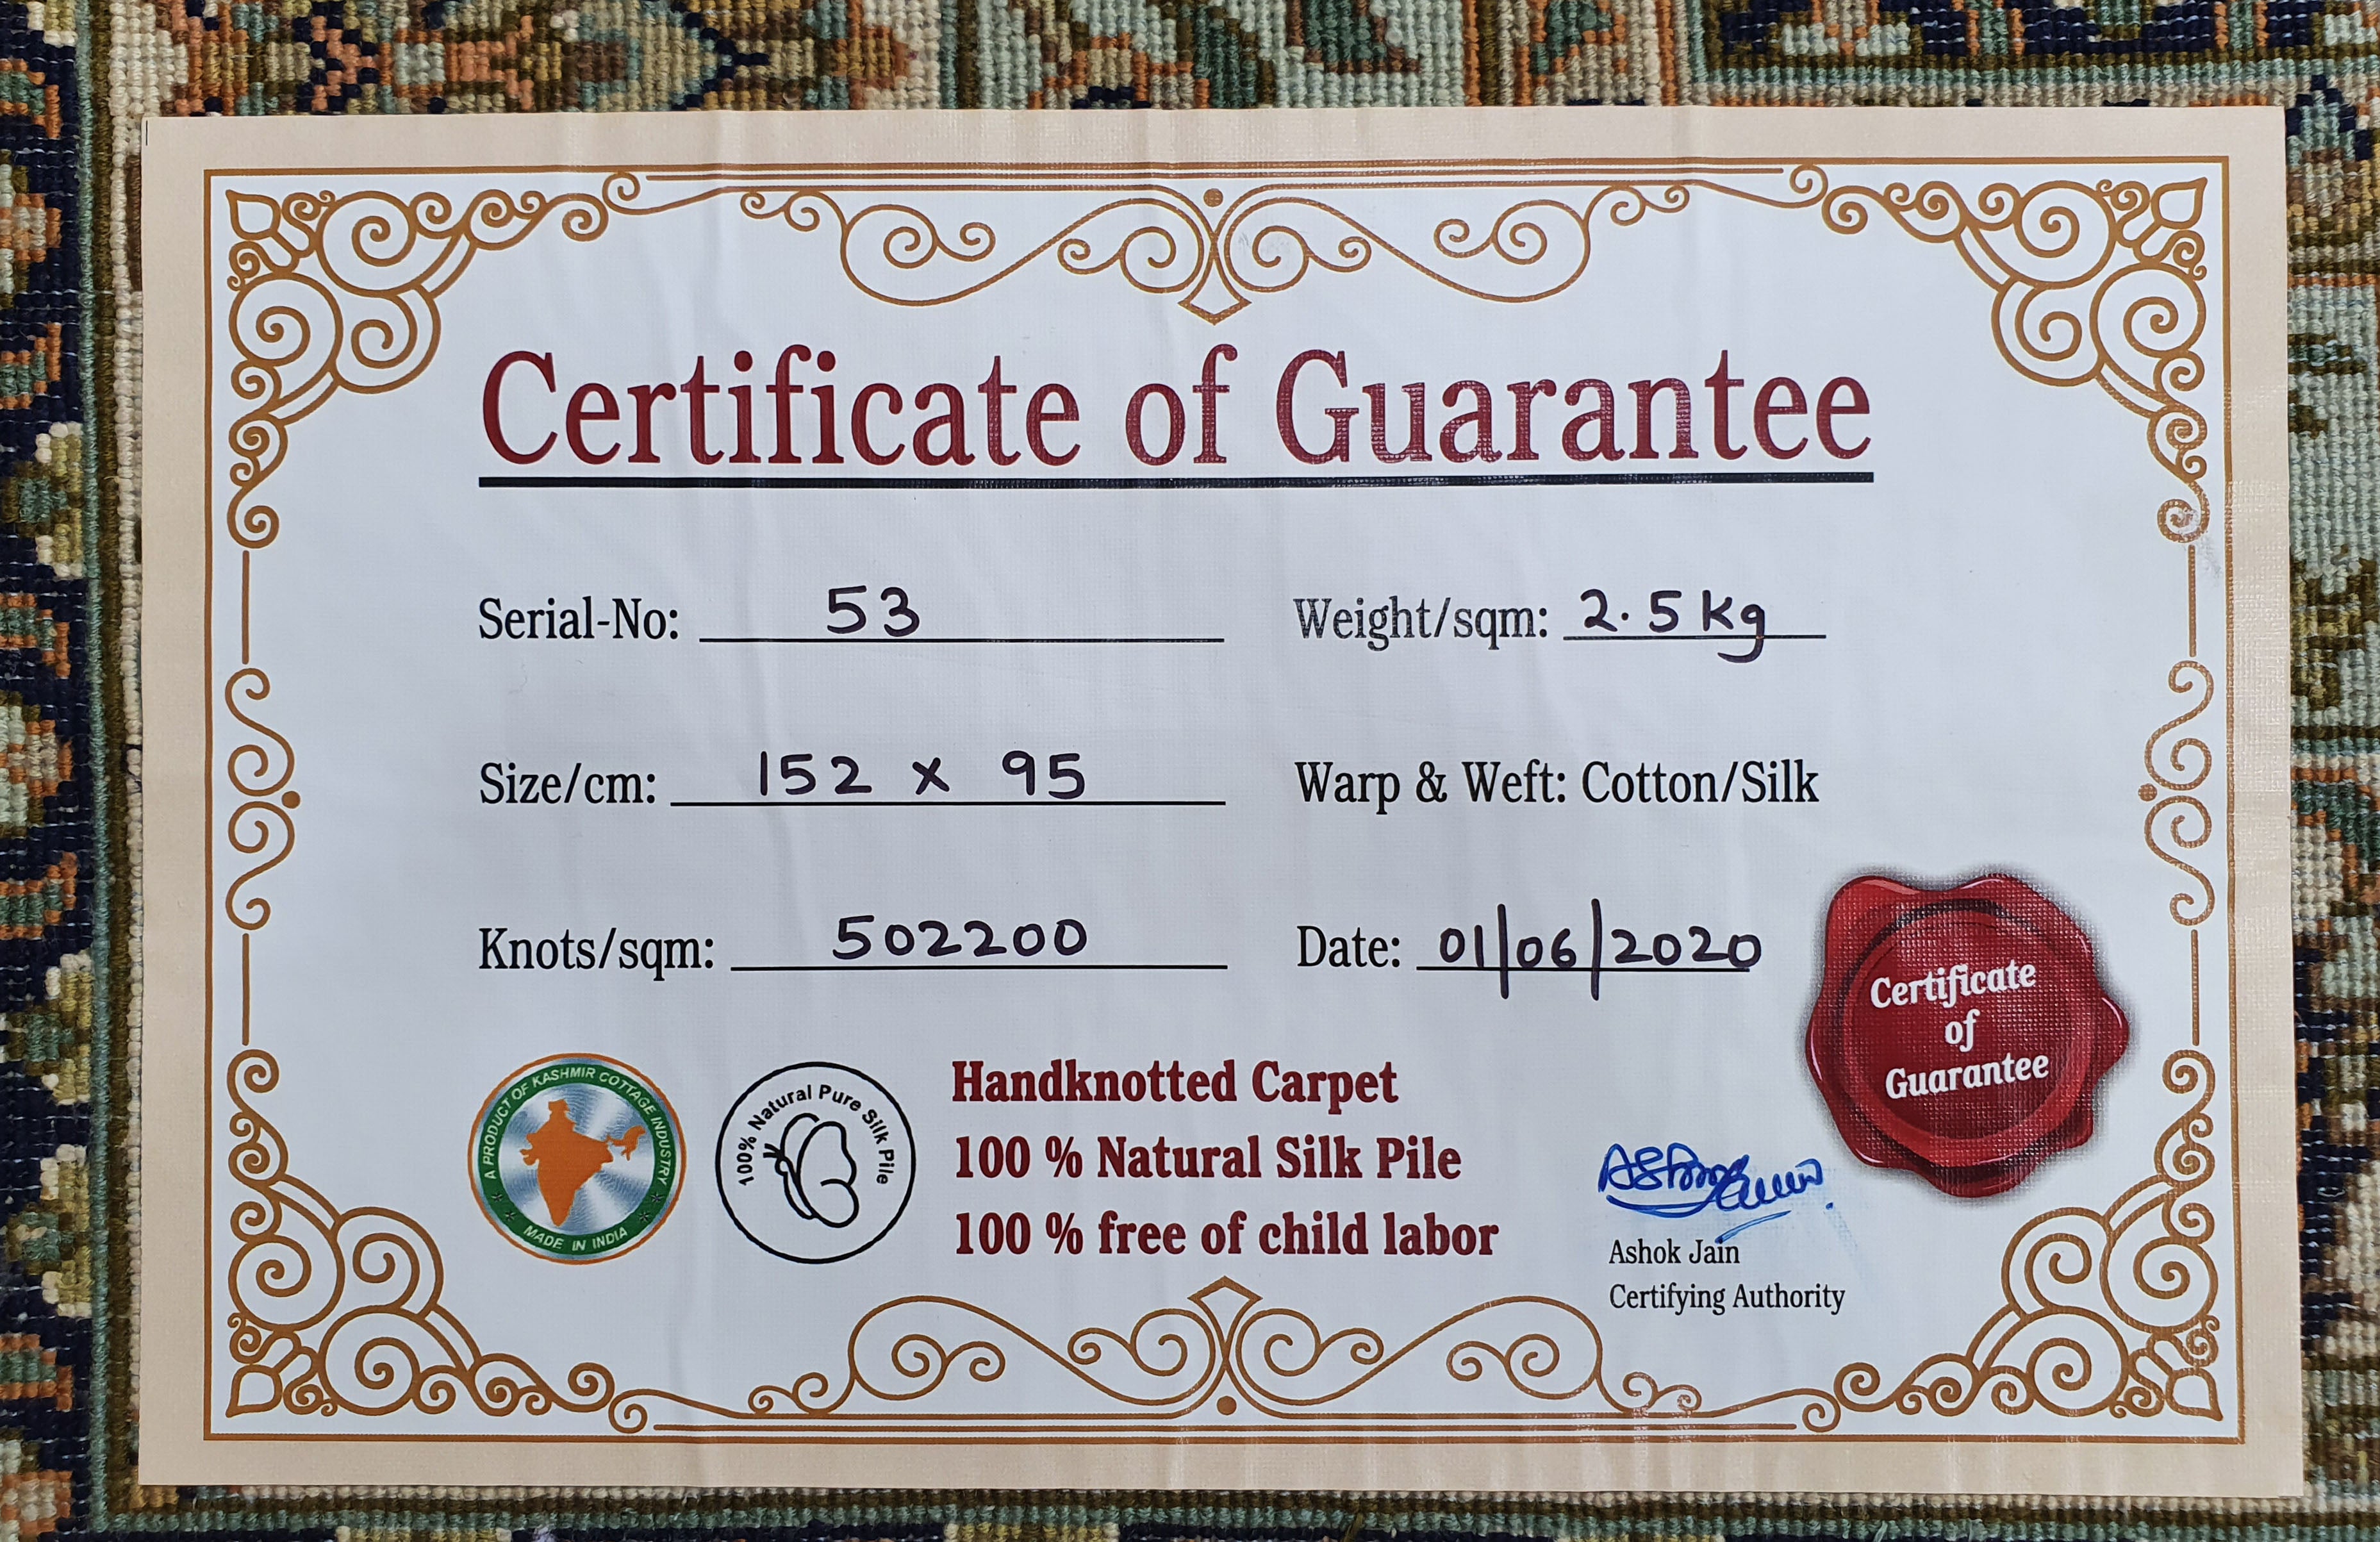 Certificate of Guarantee
Serial-No: 53
Weight/sqm: 2.5 Kg
Size/cm: 152 x 95
Warp & Weft: Cotton/Silk
Knots/sqm: 502200
Date: 01/06/2020
Certificate
of
Guarantee
A PRODUCT OF KASHMIR COTTAGE INDUSTRY
MADE IN INDIA
100% Natural Pure Silk Pile
Handknotted Carpet
100 % Natural Silk Pile
100 % free of child labor
Ashok Jain
Certifying Authority